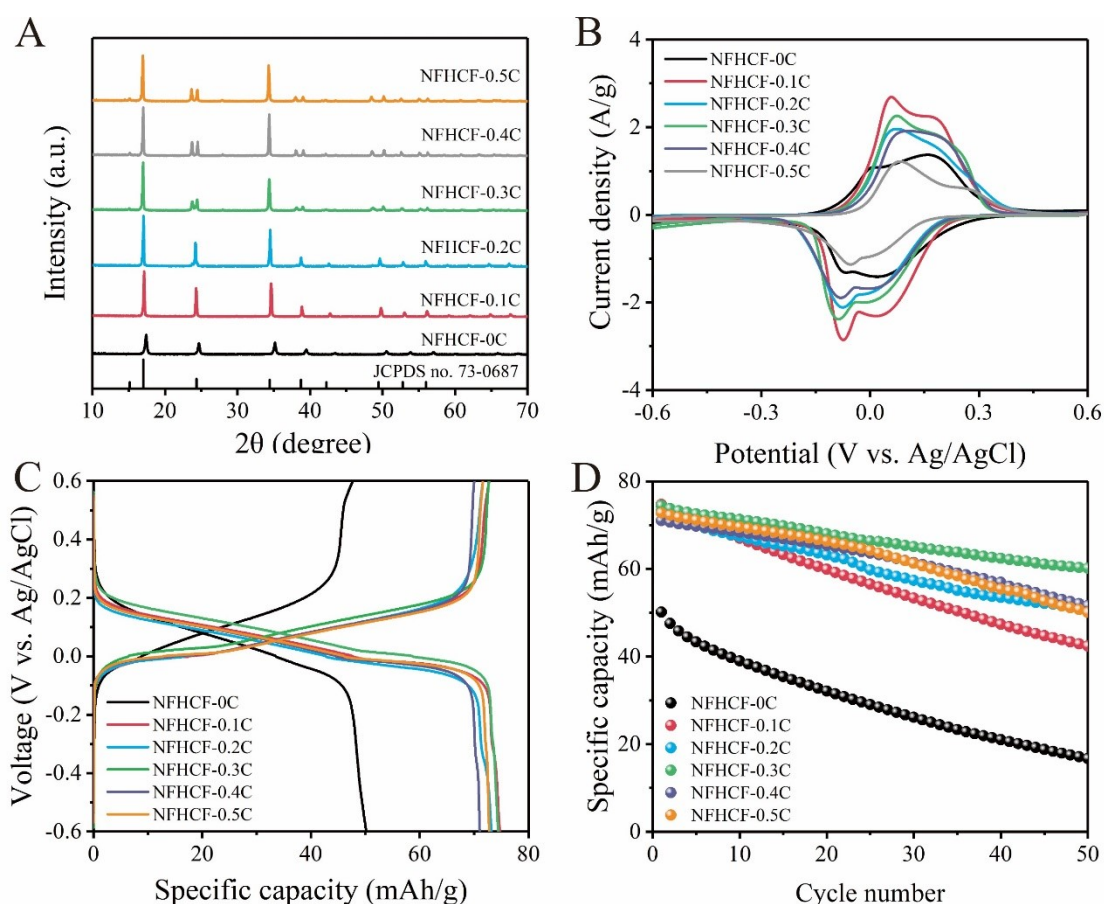 A
Intensity (a.u.)
NFHCF-0.5C
NFHCF-0.4C
NFHCF-0.3C
NFHCF-0.2C
NFHCF-0.1C
NFHCF-0C
JCPDS no. 73-0687
10 20 30 40 50 60 70
2θ (degree)
B
Current density (A/g)
4
2
0
-2
-4
NFHCF-0C
NFHCF-0.1C
NFHCF-0.2C
NFHCF-0.3C
NFHCF-0.4C
NFHCF-0.5C
-0.6 -0.3 0.0 0.3 0.6
Potential (V vs. Ag/AgCl)
C
Voltage (V vs. Ag/AgCl)
0.6
0.4
0.2
0.0
-0.2
-0.4
-0.6
NFHCF-0C
NFHCF-0.1C
NFHCF-0.2C
NFHCF-0.3C
NFHCF-0.4C
NFHCF-0.5C
0 20 40 60 80
Specific capacity (mAh/g)
D
Specific capacity (mAh/g)
80
60
40
20
0
NFHCF-0C
NFHCF-0.1C
NFHCF-0.2C
NFHCF-0.3C
NFHCF-0.4C
NFHCF-0.5C
0 10 20 30 40 50
Cycle number